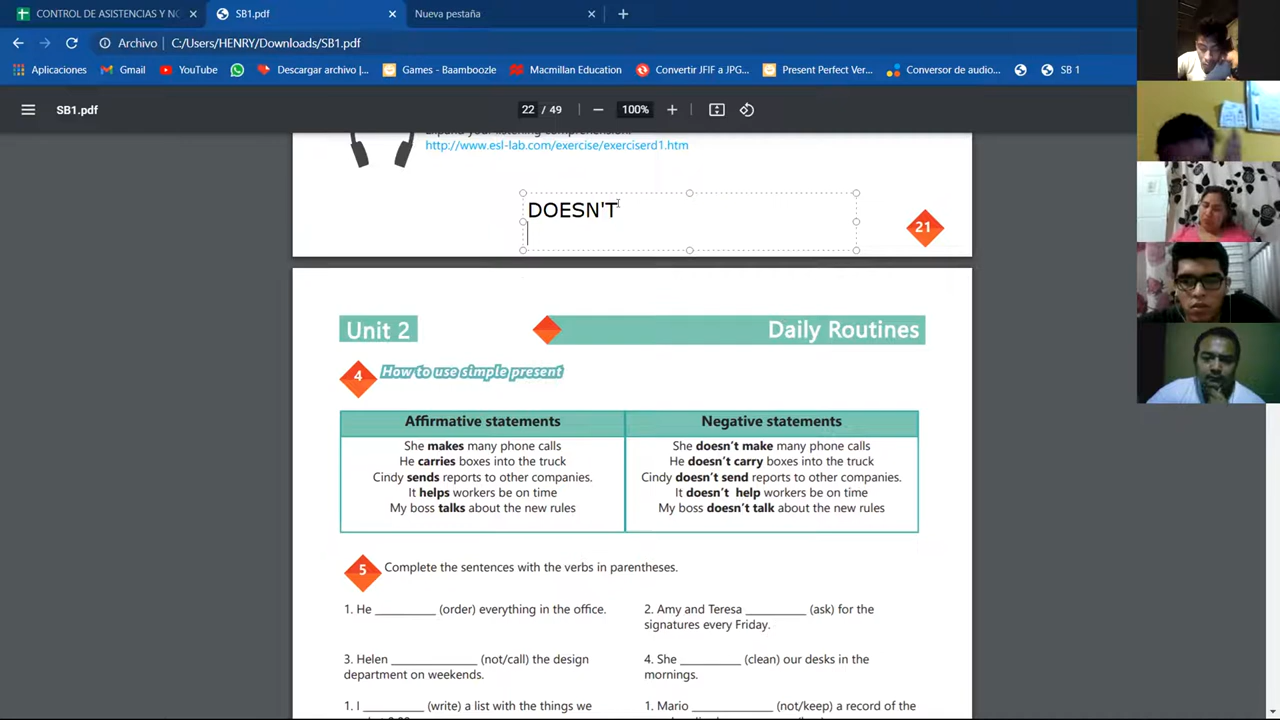 CONTROL DE ASISTENCIAS Y NO
SB1.pdf
Nueva pestaña
Archivo
C:/Users/HENRY/Downloads/SB1.pdf
Aplicaciones
Gmail
YouTube
Descargar archivo |...
Games - Baamboozle
Macmillan Education
Convertir JFIF a JPG...
Present Perfect Ver...
Conversor de audio...
SB 1
SB1.pdf
22 / 49
100%
expand your listening comprehension.
http://www.esl-lab.com/exercise/exerciserd1.htm
DOESN'T
21
Unit 2
Daily Routines
4
How to use simple present
Affirmative statements
She makes many phone calls
He carries boxes into the truck
Cindy sends reports to other companies.
It helps workers be on time
My boss talks about the new rules
Negative statements
She doesn't make many phone calls
He doesn't carry boxes into the truck
Cindy doesn't send reports to other companies.
It doesn't help workers be on time
My boss doesn't talk about the new rules
5
Complete the sentences with the verbs in parentheses.
1. He __________ (order) everything in the office.
2. Amy and Teresa __________ (ask) for the
signatures every Friday.
3. Helen ______________ (not/call) the design
department on weekends.
4. She __________ (clean) our desks in the
mornings.
1. I __________ (write) a list with the things we
1. Mario _____________ (not/keep) a record of the